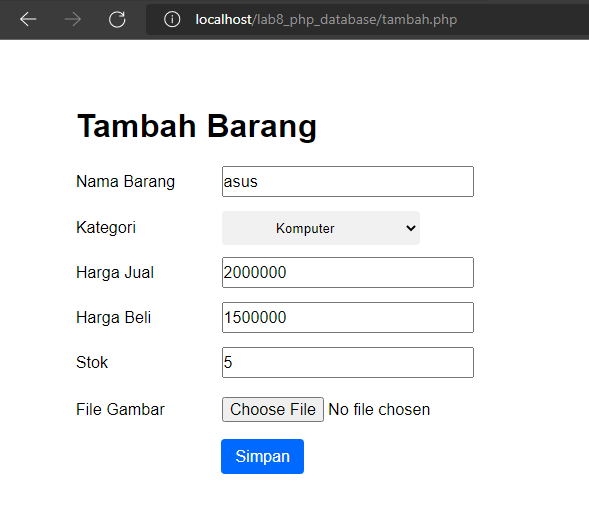 localhost/lab8_php_database/tambah.php
Tambah Barang
Nama Barang asus
Kategori Komputer
Harga Jual 2000000
Harga Beli 1500000
Stok 5
File Gambar Choose File No file chosen
Simpan